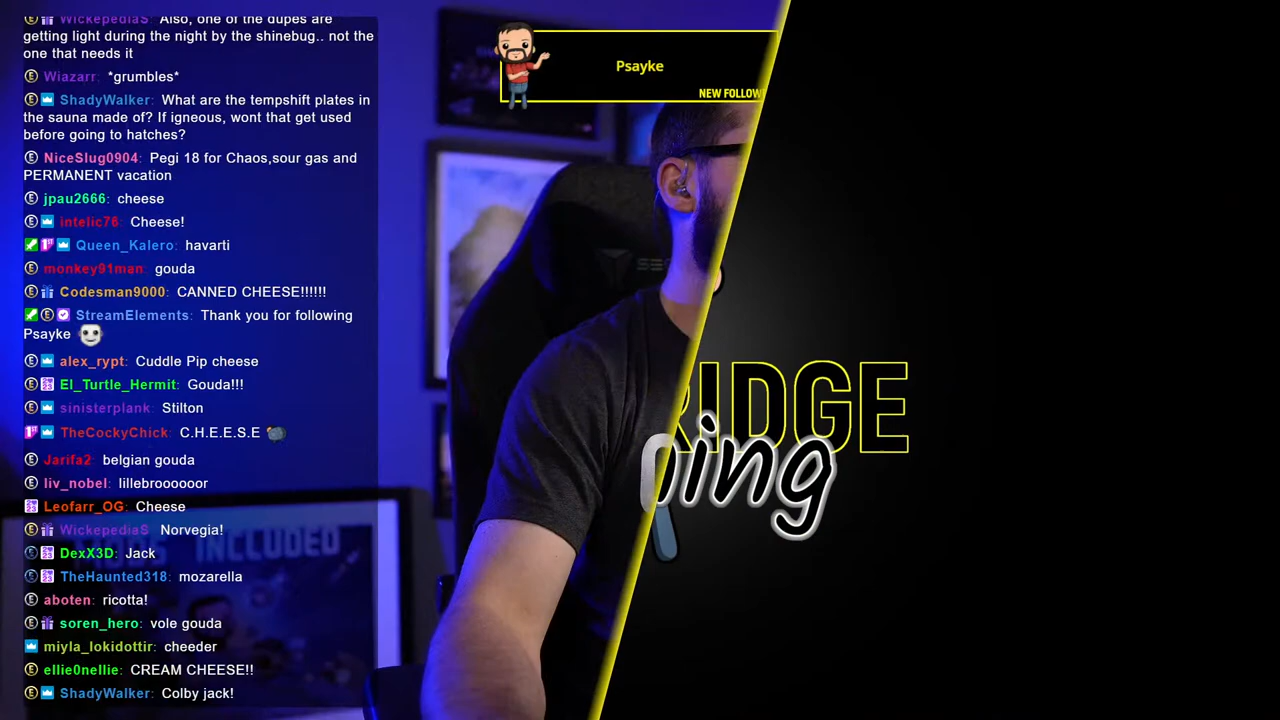 WickepediaS: Also, one of the dupes are
getting light during the night by the shinebug.. not the
one that needs it
Wiazarr: *grumbles*
ShadyWalker: What are the tempshift plates in
the sauna made of? If igneous, wont that get used
before going to hatches?
NiceSlug0904: Pegi 18 for Chaos,sour gas and
PERMANENT vacation
jpau2666: cheese
intelic76: Cheese!
Queen_Kalero: havarti
monkey91man: gouda
Codesman9000: CANNED CHEESE!!!!!!
StreamElements: Thank you for following
Psayke
alex_rypt: Cuddle Pip cheese
El_Turtle_Hermit: Gouda!!!
sinisterplank: Stilton
TheCockyChick: C.H.E.E.S.E
Jarifa2: belgian gouda
liv_nobel: lillebroooooor
Leofarr_OG: Cheese
WickepediaS: Norvegia!
DexX3D: Jack
TheHaunted318: mozarella
aboten: ricotta!
soren_hero: vole gouda
miyla_lokidottir: cheeder
ellie0nellie: CREAM CHEESE!!
ShadyWalker: Colby jack!
Psayke
NEW FOLLOW
RIDGE
ing
INCLUDED